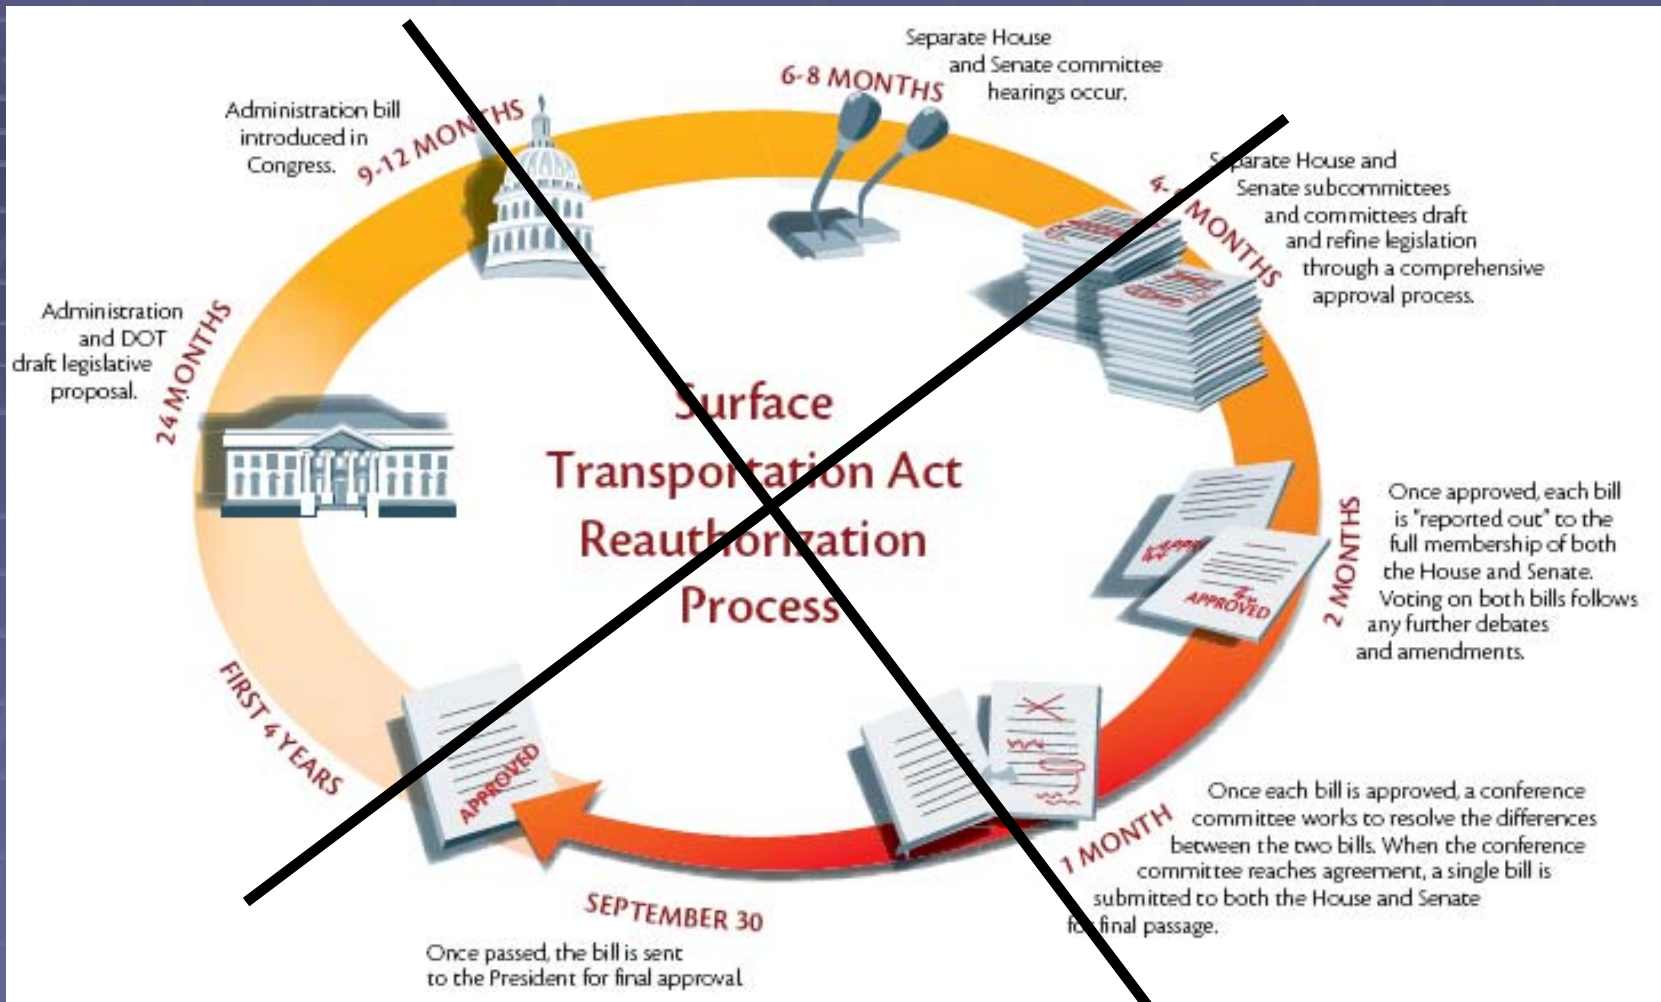 Surface
Transportation Act
Reauthorization
Process
FIRST 4 YEARS
24 MONTHS
Administration
and DOT
draft legislative
proposal.
9-12 MONTHS
Administration bill
introduced in
Congress.
6-8 MONTHS
Separate House
and Senate committee
hearings occur.
MONTHS
Separate House and
Senate subcommittees
and committees draft
and refine legislation
through a comprehensive
approval process.
2 MONTHS
Once approved, each bill
is "reported out" to the
full membership of both
the House and Senate.
Voting on both bills follows
any further debates
and amendments.
APPROVED
1 MONTH
Once each bill is approved, a conference
committee works to resolve the differences
between the two bills. When the conference
committee reaches agreement, a single bill is
submitted to both the House and Senate
for final passage.
SEPTEMBER 30
Once passed, the bill is sent
to the President for final approval.
APPROVED